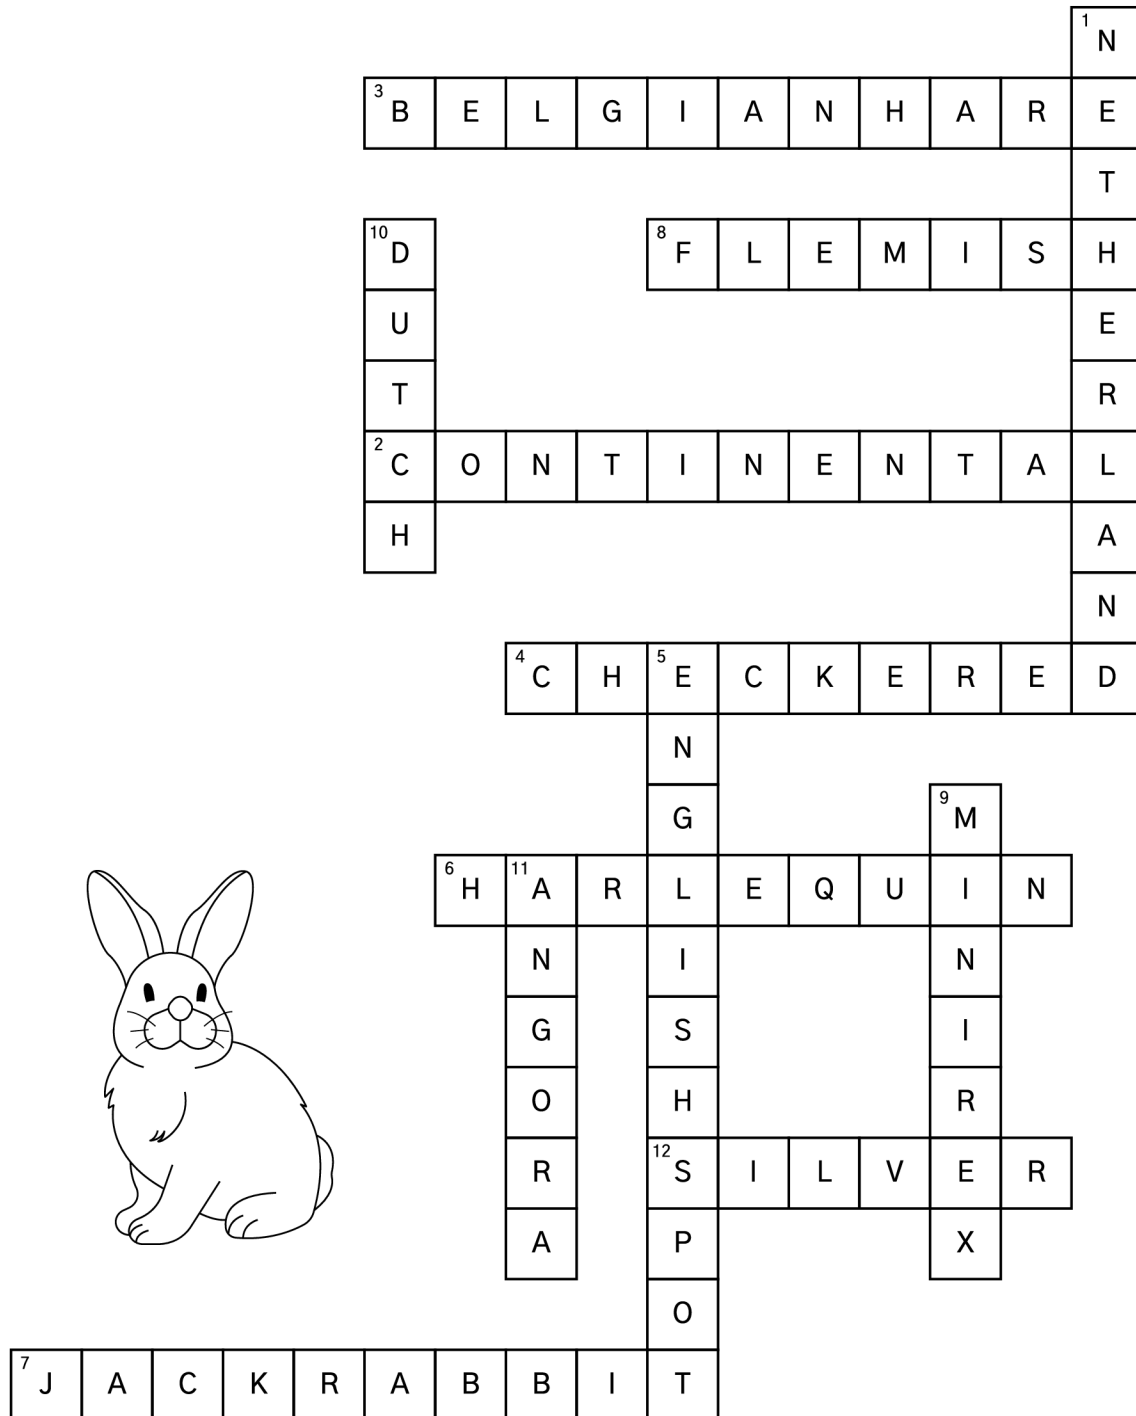 1 N
3 B E L G I A N H A R E
T
10 D 8 F L E M I S H
U E
T R
2 C O N T I N E N T A L
H A
N
4 C H 5 E C K E R E D
N
G 9 M
6 H 11 A R L E Q U I N
N I N
G S I
O H R
R 12 S I L V E R
A P X
O
7 J A C K R A B B I T